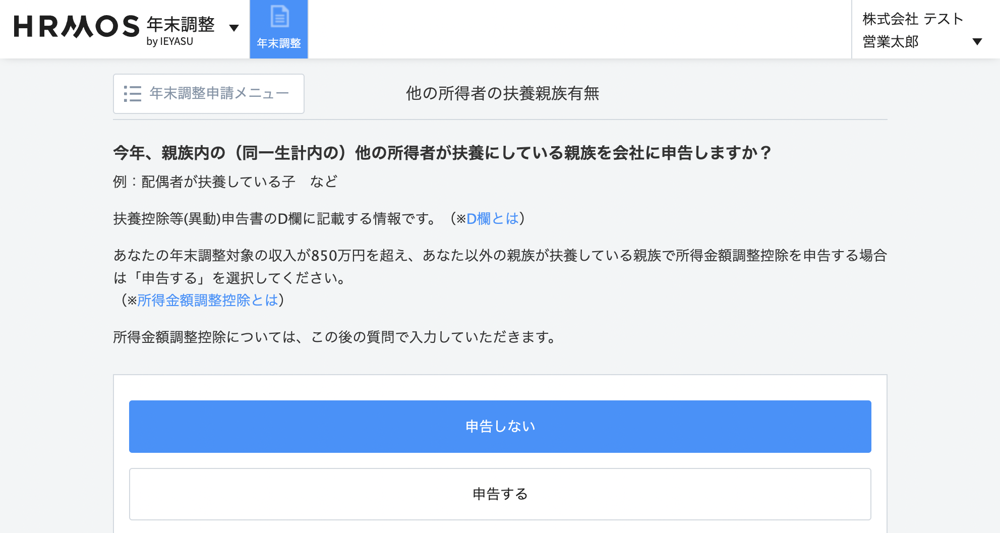 HRMOS 年末調整
by IEYASU
年末調整
株式会社 テスト
営業太郎
年末調整申請メニュー
他の所得者の扶養親族有無
今年、親族内の（同一生計内の）他の所得者が扶養にしている親族を会社に申告しますか？
例：配偶者が扶養している子　など
扶養控除等(異動)申告書のD欄に記載する情報です。（※D欄とは）
あなたの年末調整対象の収入が850万円を超え、あなた以外の親族が扶養している親族で所得金額調整控除を申告する場合
は「申告する」を選択してください。
（※所得金額調整控除とは）
所得金額調整控除については、この後の質問で入力していただきます。
申告しない
申告する